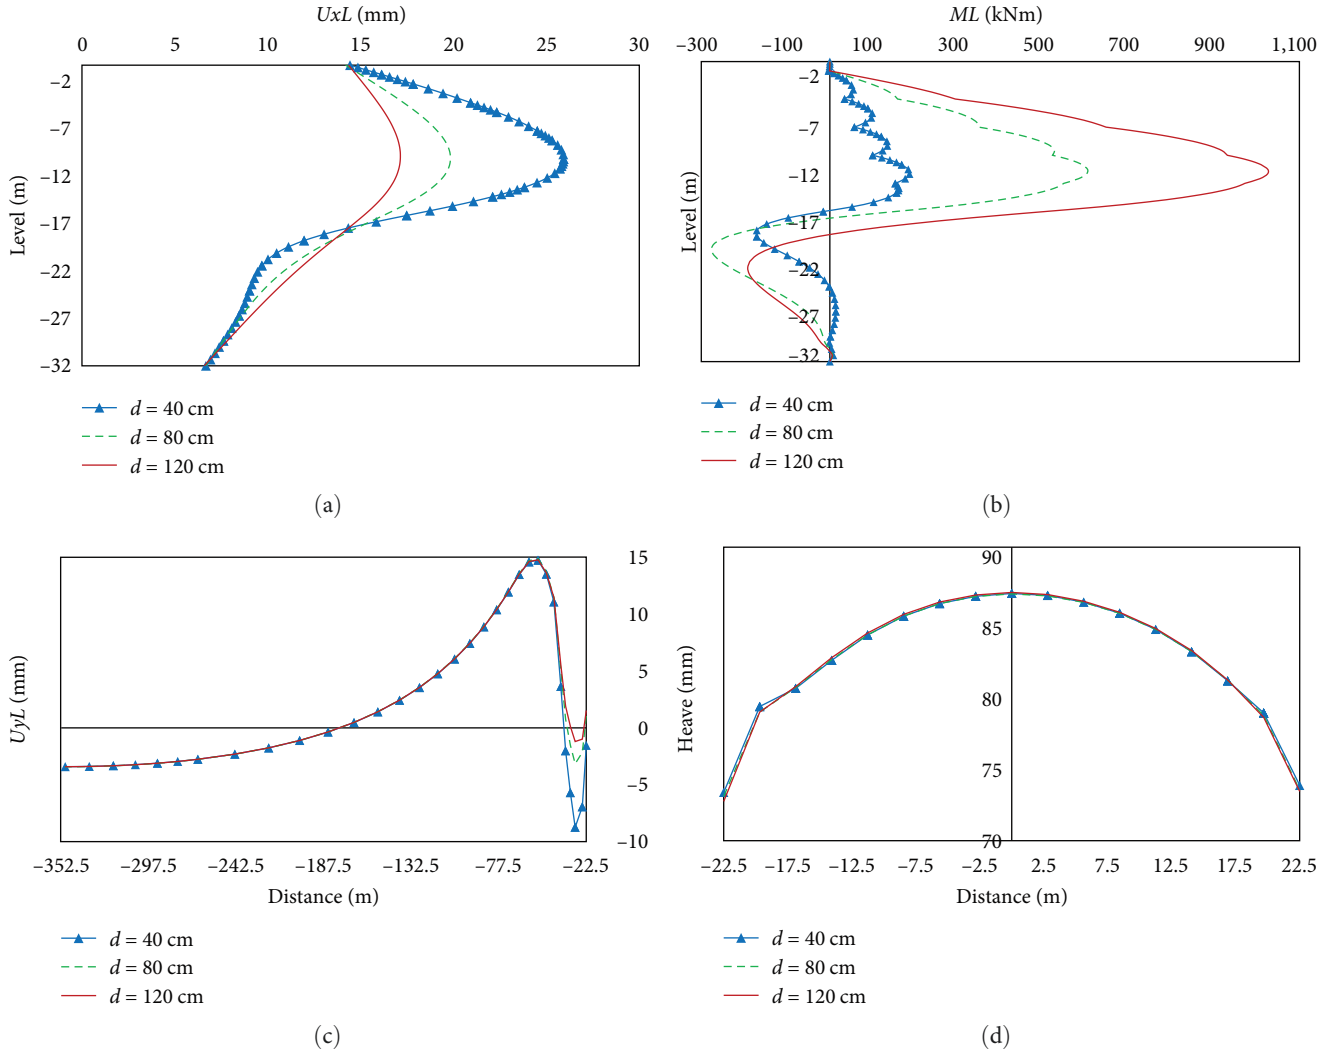 UxL (mm)
0 5 10 15 20 25 30
Level (m)
−2
−7
−12
−17
−22
−27
−32
d = 40 cm
d = 80 cm
d = 120 cm
(a)
ML (kNm)
−300 −100 100 300 500 700 900 1,100
Level (m)
−2
−7
−12
−17
−22
−27
−32
d = 40 cm
d = 80 cm
d = 120 cm
(b)
UyL (mm)
15
10
5
0
−5
−10
−352.5 −297.5 −242.5 −187.5 −132.5 −77.5 −22.5
Distance (m)
d = 40 cm
d = 80 cm
d = 120 cm
(c)
Heave (mm)
90
85
80
75
70
−22.5 −17.5 −12.5 −7.5 −2.5 2.5 7.5 12.5 17.5 22.5
Distance (m)
d = 40 cm
d = 80 cm
d = 120 cm
(d)